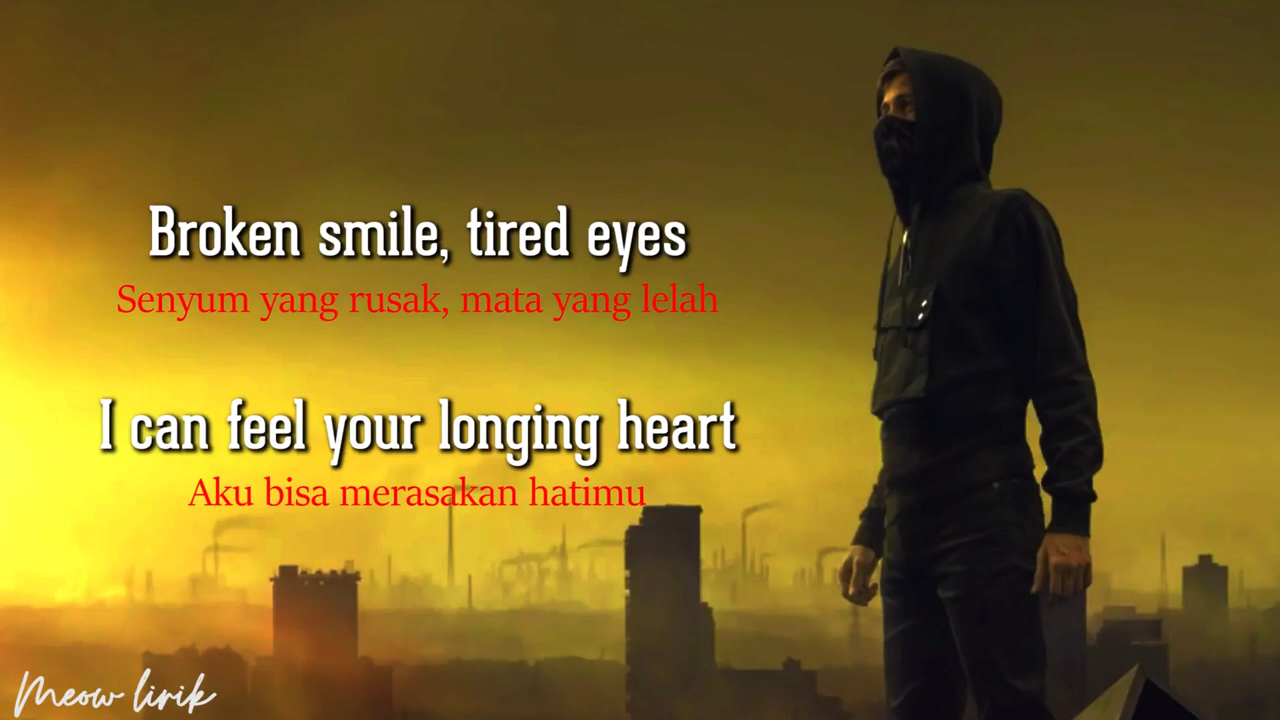 Broken smile, tired eyes
Senyum yang rusak, mata yang lelah
I can feel your longing heart
Aku bisa merasakan hatimu
Meow lirik